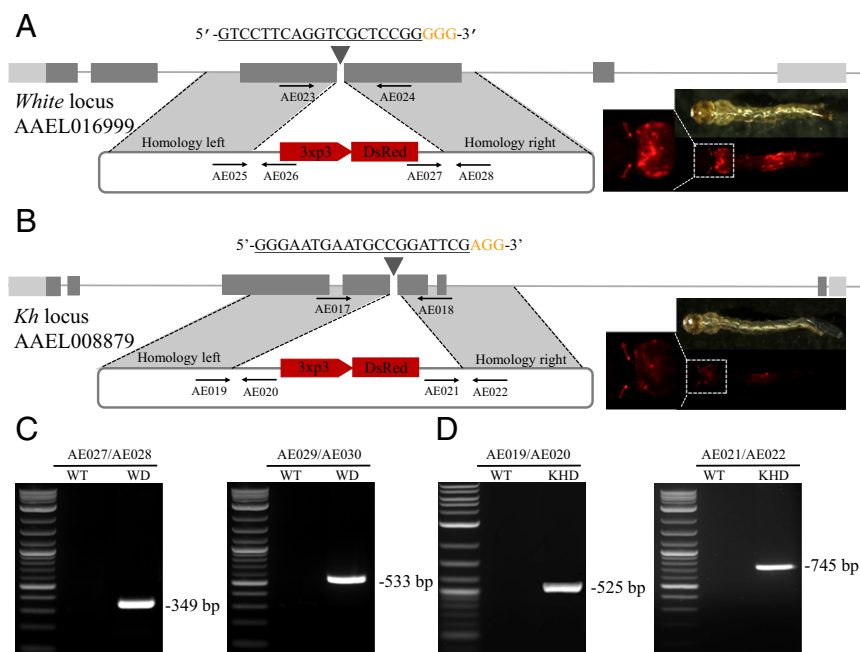 A
5′-GTCCTTCAGGTCGCTCCGGGGG-3′
AE023
AE024
White locus
AAEL016999
Homology left
Homology right
3xp3
DsRed
AE025
AE026
AE027
AE028
B
5'-GGGAATGAATGCCGGATTCGAGG-3’
AE017
AE018
Kh locus
AAEL008879
Homology left
Homology right
3xp3
DsRed
AE019
AE020
AE021
AE022
C
D
AE027/AE028
AE029/AE030
AE019/AE020
AE021/AE022
WT
WD
WT
WD
WT
KHD
WT
KHD
-349 bp
-533 bp
-525 bp
-745 bp